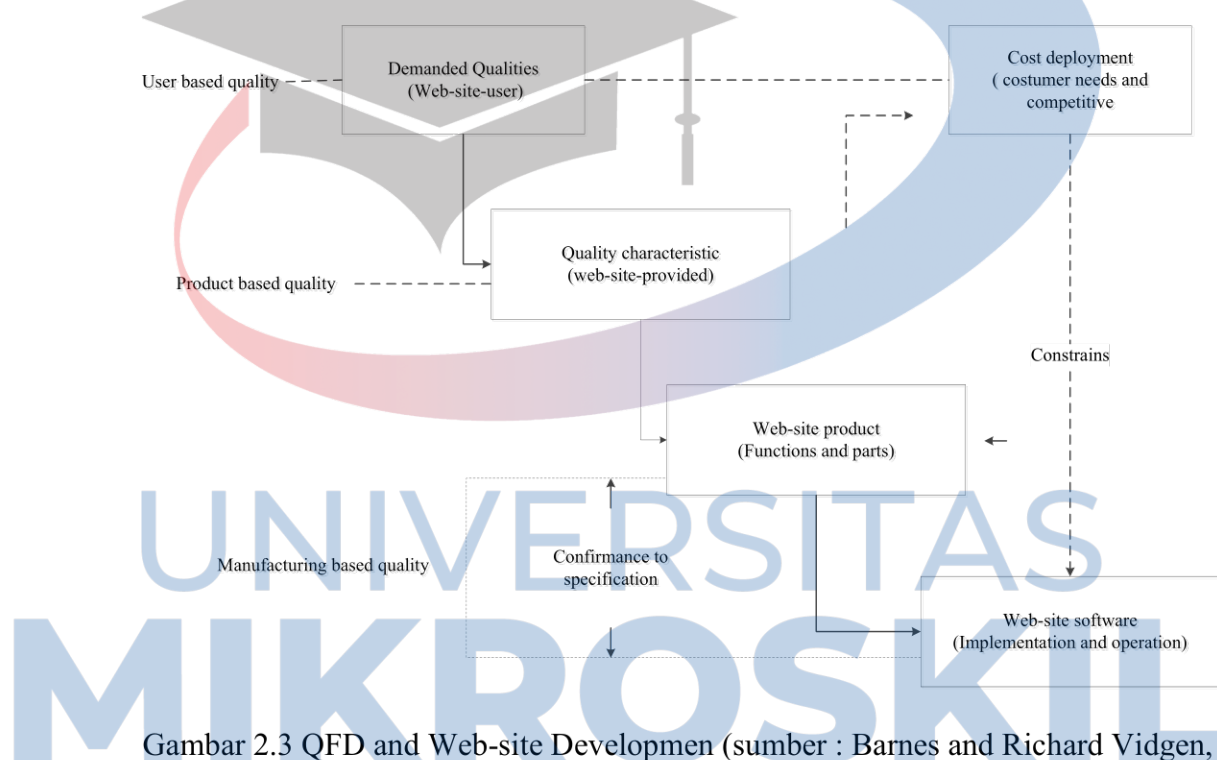 User based quality
Demanded Qualities
(Web-site-user)
Cost deployment
( costumer needs and
competitive
Quality characteristic
(web-site-provided)
Product based quality
Constrains
Web-site product
(Functions and parts)
Manufacturing based quality
Confirmance to
specification
Web-site software
(Implementation and operation)
UNIVERSITAS
MIKROSKIL
Gambar 2.3 QFD and Web-site Developmen (sumber : Barnes and Richard Vidgen,